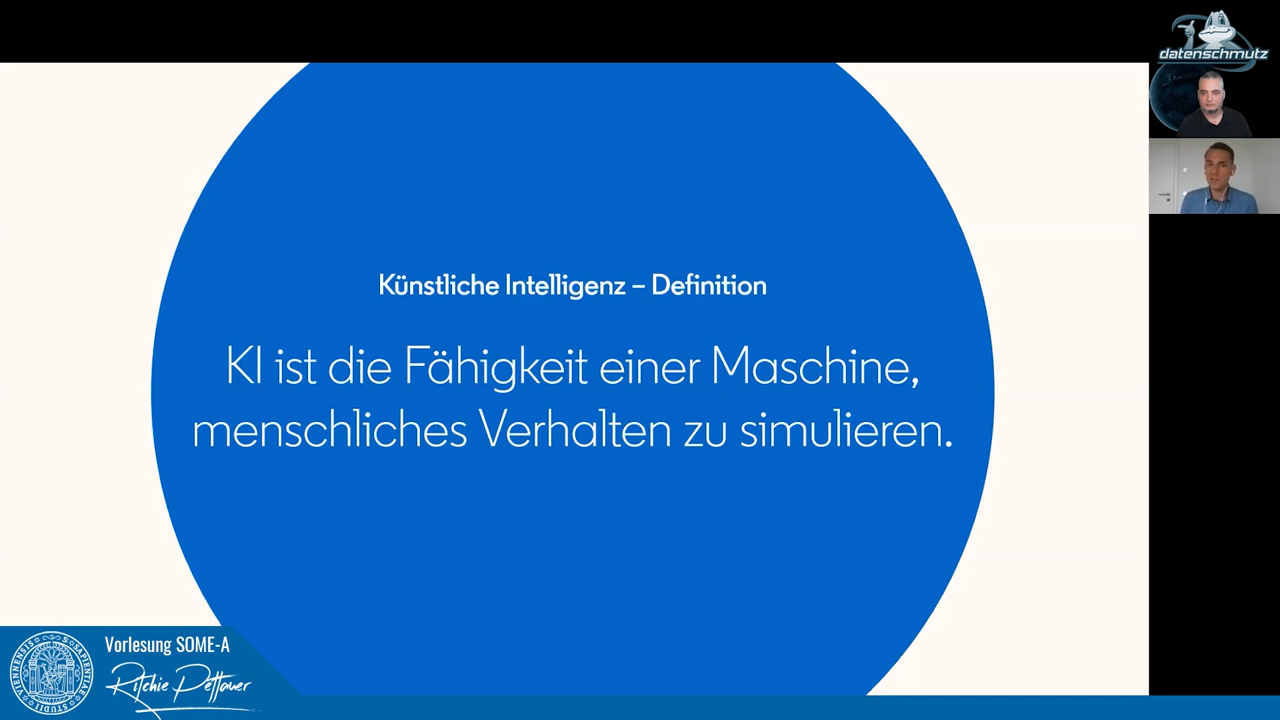 datenschmutz
Künstliche Intelligenz – Definition
KI ist die Fähigkeit einer Maschine,
menschliches Verhalten zu simulieren.
Vorlesung SOME-A
Ritchie Pettauer